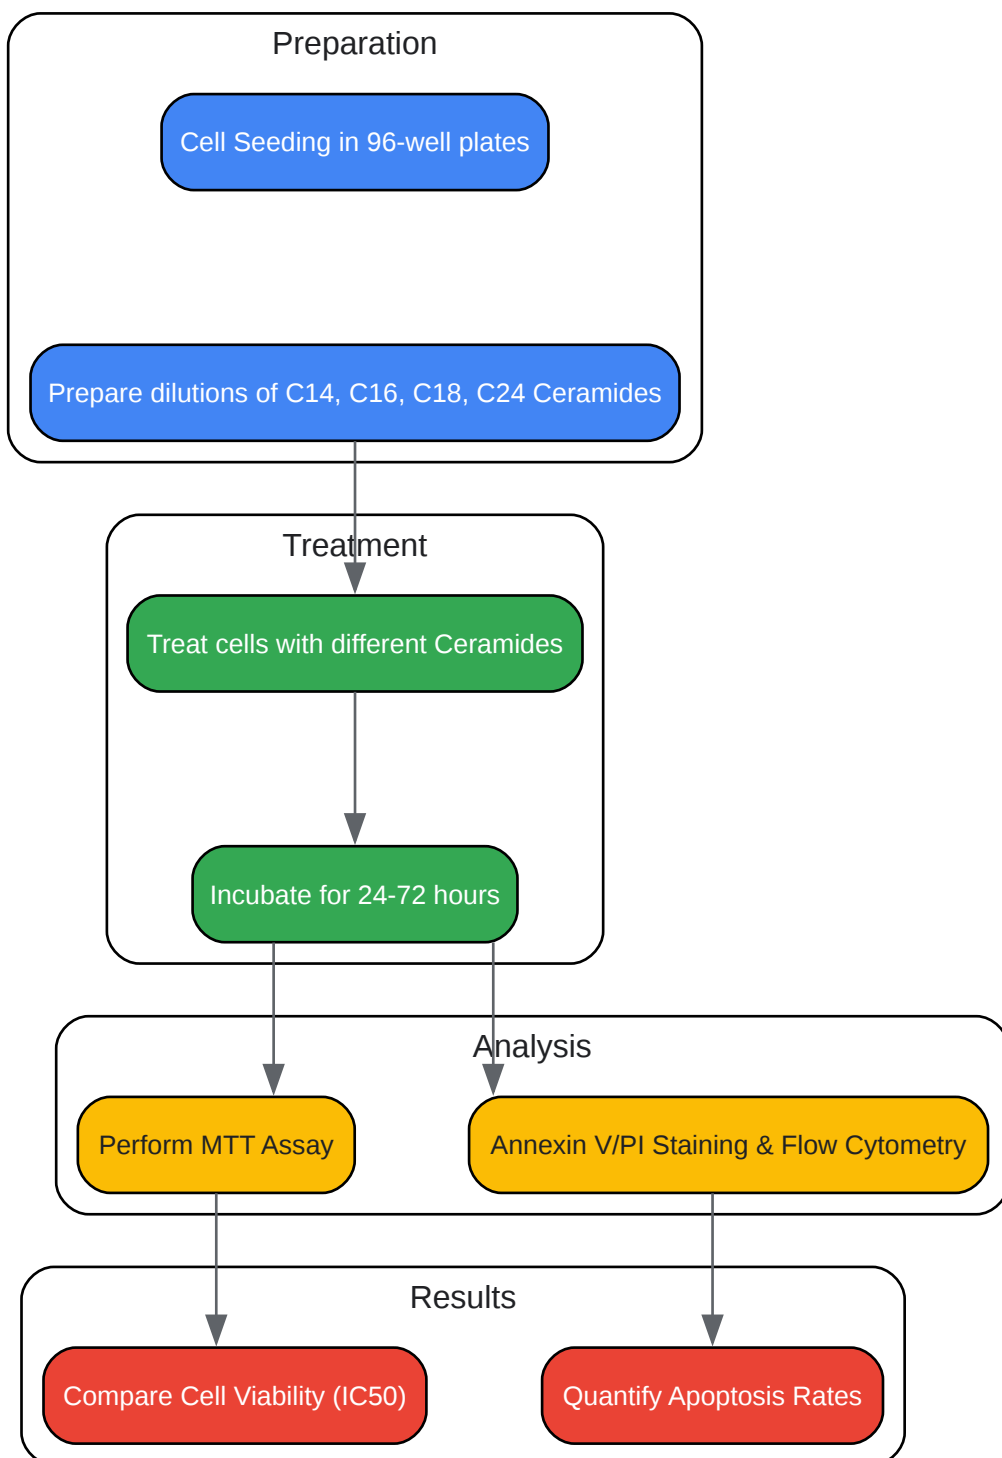 Preparation
Cell Seeding in 96-well plates
Prepare dilutions of C14, C16, C18, C24 Ceramides
Treatment
Treat cells with different Ceramides
Incubate for 24-72 hours
Analysis
Perform MTT Assay
Annexin V/PI Staining & Flow Cytometry
Results
Compare Cell Viability (IC50)
Quantify Apoptosis Rates